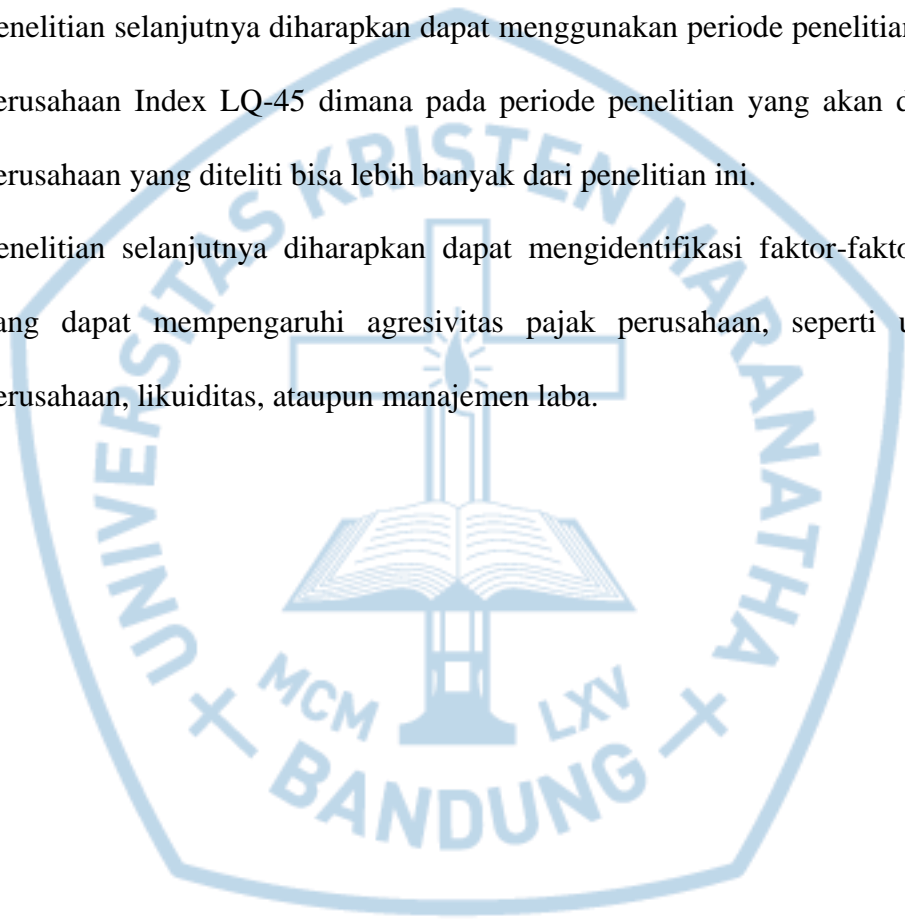 enelitian selanjutnya diharapkan dapat menggunakan periode penelitian
erusahaan Index LQ-45 dimana pada periode penelitian yang akan d
erusahaan yang diteliti bisa lebih banyak dari penelitian ini.
enelitian selanjutnya diharapkan dapat mengidentifikasi faktor-fakto
ang dapat mempengaruhi agresivitas pajak perusahaan, seperti u
erusahaan, likuiditas, ataupun manajemen laba.
UNIVERSITAS KRISTEN MARANATHA
MCM LXV
BANDUNG